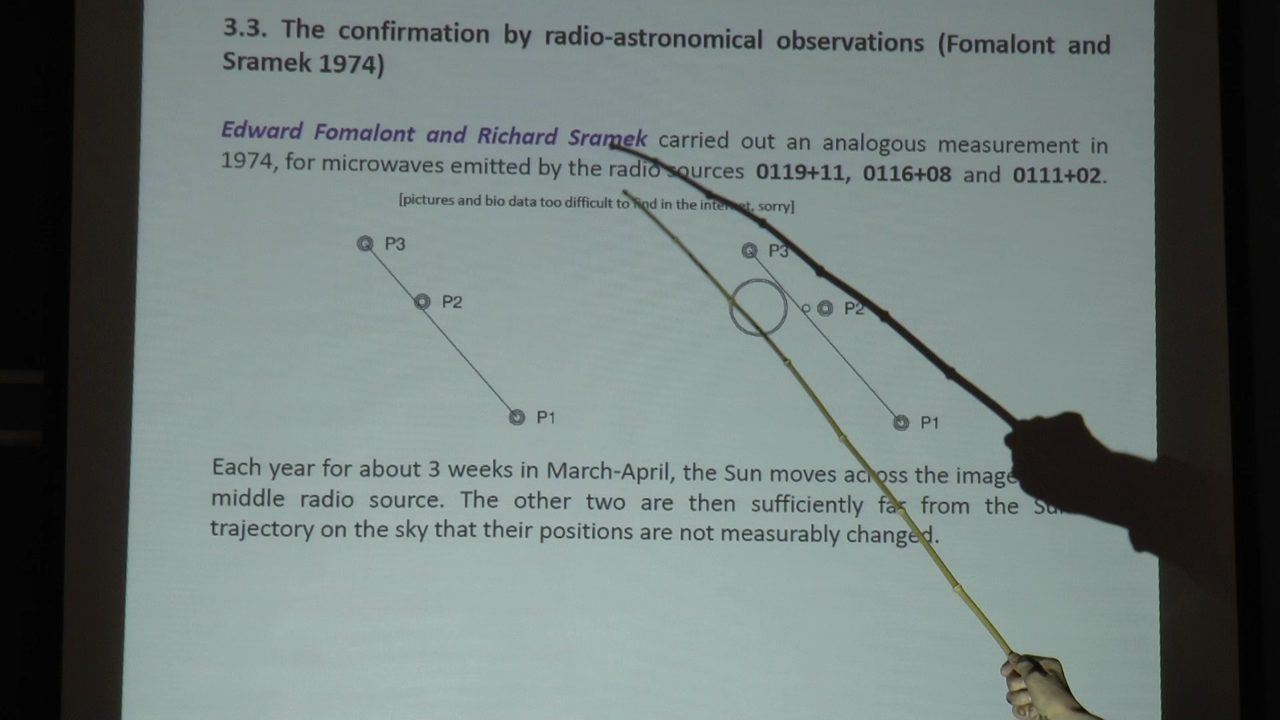 3.3. The confirmation by radio-astronomical observations (Fomalont and
Sramek 1974)
Edward Fomalont and Richard Sramek carried out an analogous measurement in
1974, for microwaves emitted by the radio sources 0119+11, 0116+08 and 0111+02.
[pictures and bio data too difficult to find in the internet, sorry]
P3
P2
P1
P3
P2
P1
Each year for about 3 weeks in March-April, the Sun moves across the image
middle radio source. The other two are then sufficiently far from the
trajectory on the sky that their positions are not measurably changed.